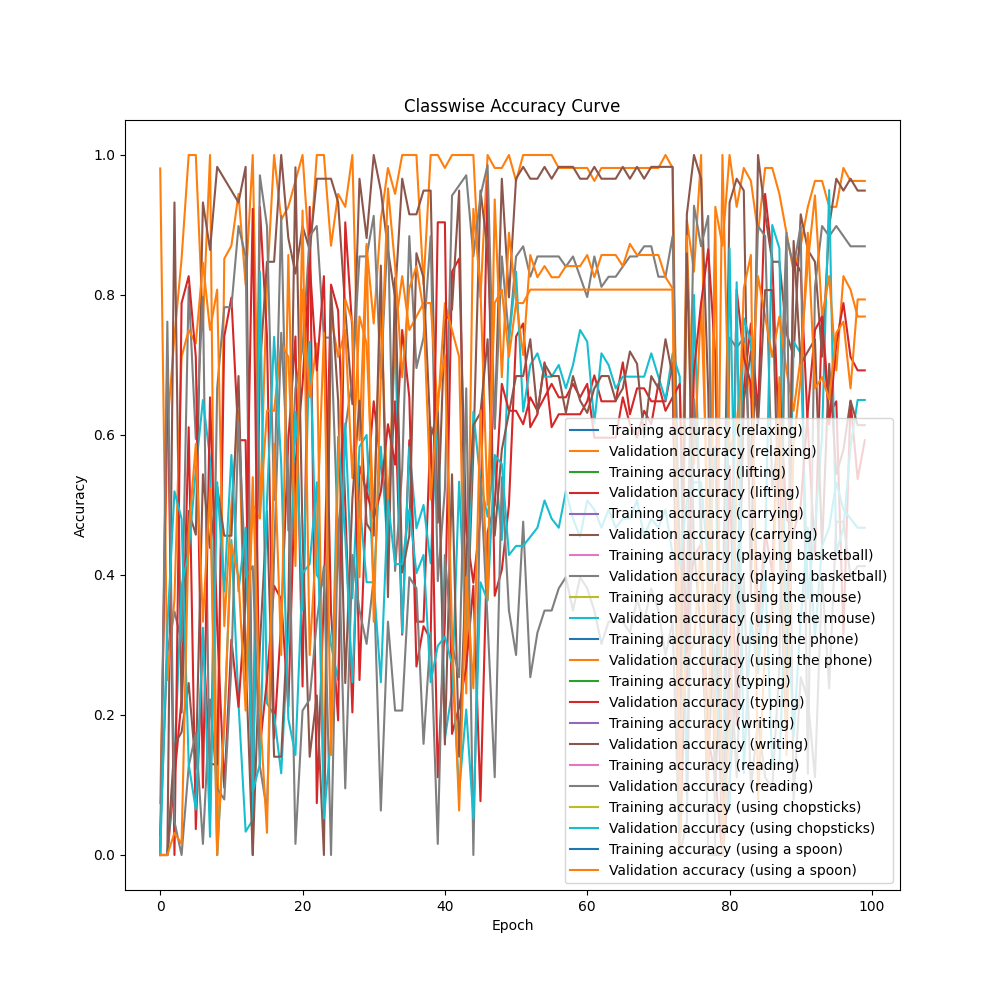 Classwise Accuracy Curve
1.0
0.8
0.6
0.4
0.2
0.0
Accuracy
0 20 40 60 80 100
Epoch
Training accuracy (relaxing)
Validation accuracy (relaxing)
Training accuracy (lifting)
Validation accuracy (lifting)
Training accuracy (carrying)
Validation accuracy (carrying)
Training accuracy (playing basketball)
Validation accuracy (playing basketball)
Training accuracy (using the mouse)
Validation accuracy (using the mouse)
Training accuracy (using the phone)
Validation accuracy (using the phone)
Training accuracy (typing)
Validation accuracy (typing)
Training accuracy (writing)
Validation accuracy (writing)
Training accuracy (reading)
Validation accuracy (reading)
Training accuracy (using chopsticks)
Validation accuracy (using chopsticks)
Training accuracy (using a spoon)
Validation accuracy (using a spoon)